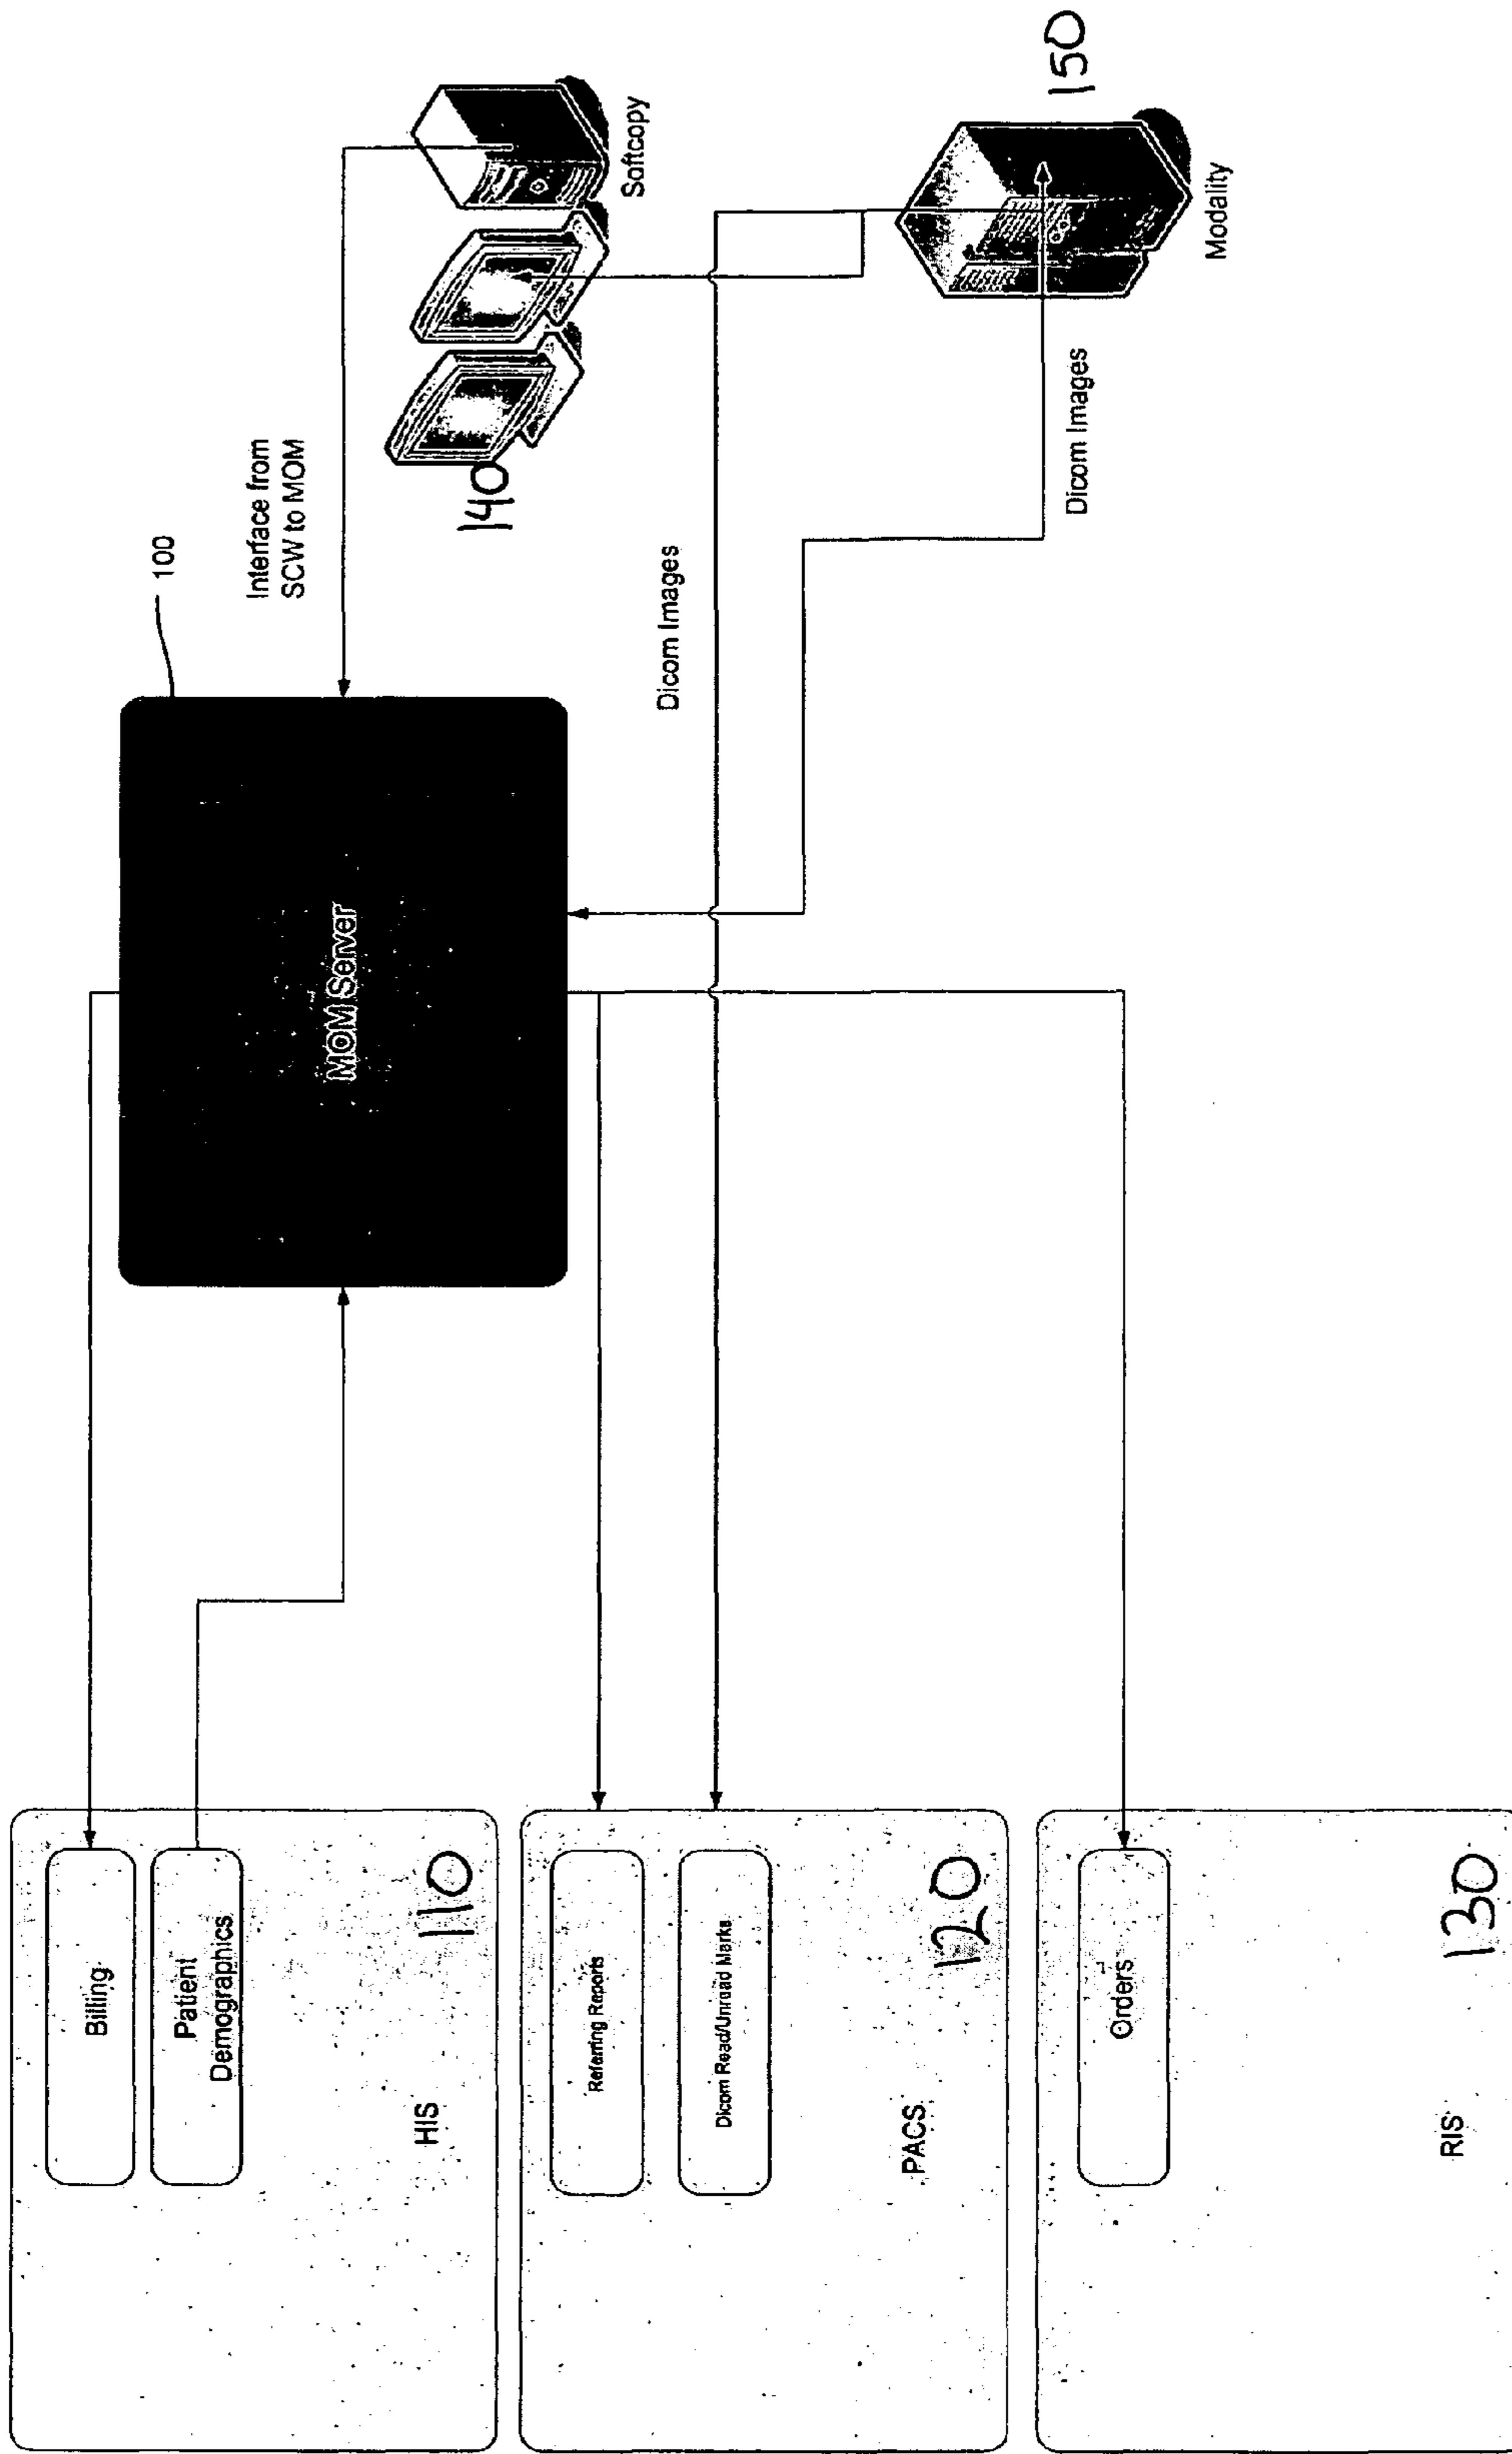 Billing
Patient
Demographics
HIS
110
Referring Reports
Dicom Read/Unread Marks
PACS
120
Orders
RIS
130
MOM Server
100
Interface from
SCW to MOM
140
Softcopy
Dicom Images
Dicom Images
Modality
150